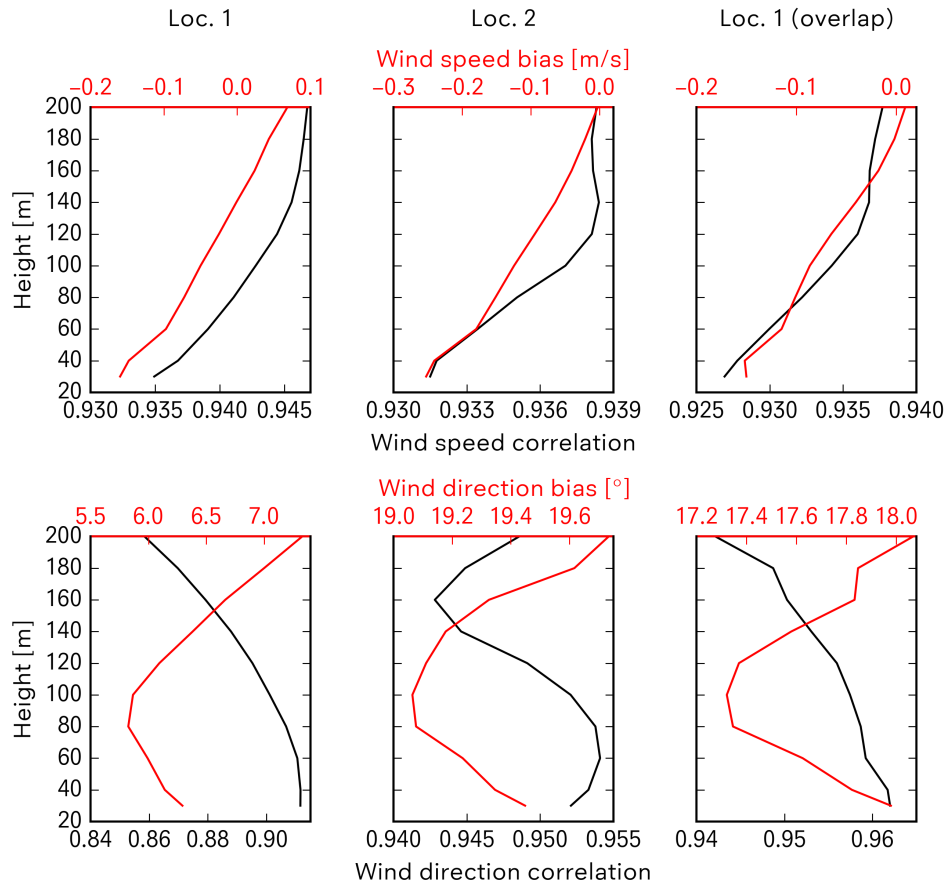 Loc. 1 Loc. 2 Loc. 1 (overlap)
Wind speed bias [m/s]
−0.2 −0.1 0.0 0.1 −0.3 −0.2 −0.1 0.0 −0.2 −0.1 0.0
200
180
160
140
120
100
80
60
40
20
Height [m]
0.930 0.935 0.940 0.945 0.930 0.933 0.936 0.939 0.925 0.930 0.935 0.940
Wind speed correlation
Wind direction bias [°]
5.5 6.0 6.5 7.0 19.0 19.2 19.4 19.6 17.2 17.4 17.6 17.8 18.0
200
180
160
140
120
100
80
60
40
20
Height [m]
0.84 0.86 0.88 0.90 0.940 0.945 0.950 0.955 0.94 0.95 0.96
Wind direction correlation